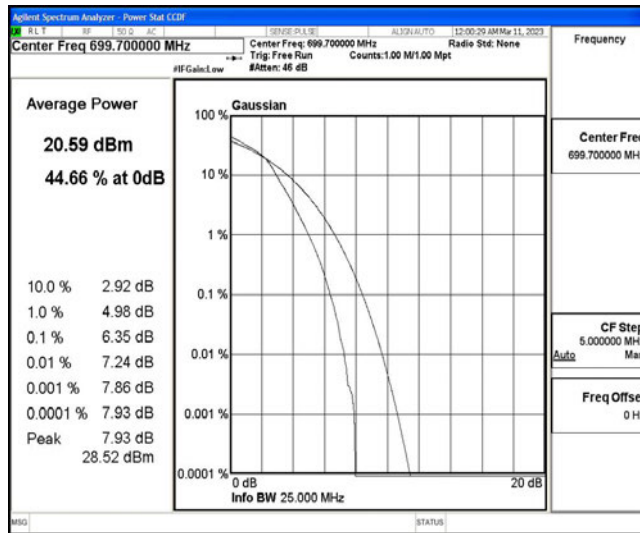 Agilent Spectrum Analyzer - Power Stat CCDF
RLT RF 50 Ω AC SENSE:PULSE ALIGN AUTO 12:00:29 AM Mar 11, 2023
Center Freq 699.700000 MHz
Center Freq: 699.700000 MHz Radio Std: None
Trig: Free Run Counts:1.00 M/1.00 Mpt
#IFGain:Low #Atten: 46 dB
Frequency
Average Power
20.59 dBm
44.66 % at 0dB
10.0 % 2.92 dB
1.0 % 4.98 dB
0.1 % 6.35 dB
0.01 % 7.24 dB
0.001 % 7.86 dB
0.0001 % 7.93 dB
Peak 7.93 dB
28.52 dBm
Gaussian
100 %
10 %
1 %
0.1 %
0.01 %
0.001 %
0.0001 %
0 dB 20 dB
Info BW 25.000 MHz
Center Fre
699.700000 MH
CF Step
5.000000 MH
Auto Ma
Freq Offse
0 H
MSG STATUS